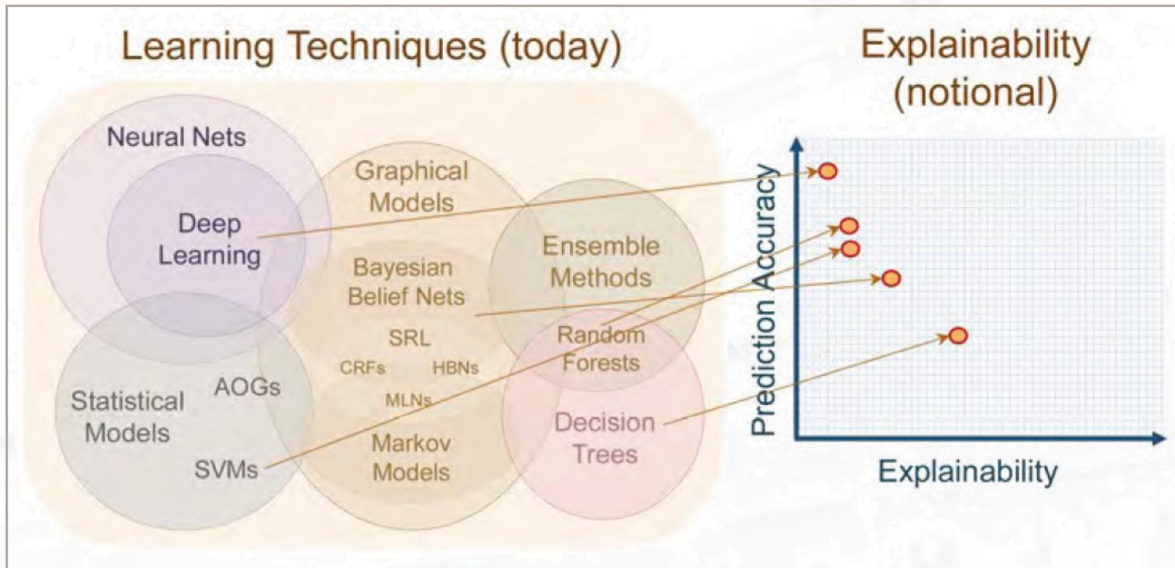 Learning Techniques (today)
Neural Nets
Deep
Learning
Graphical
Models
Bayesian
Belief Nets
SRL
CRFs HBNs
MLNs
Markov
Models
Ensemble
Methods
Random
Forests
Decision
Trees
Statistical
Models
AOGs
SVMs
Explainability
(notional)
Prediction Accuracy
Explainability